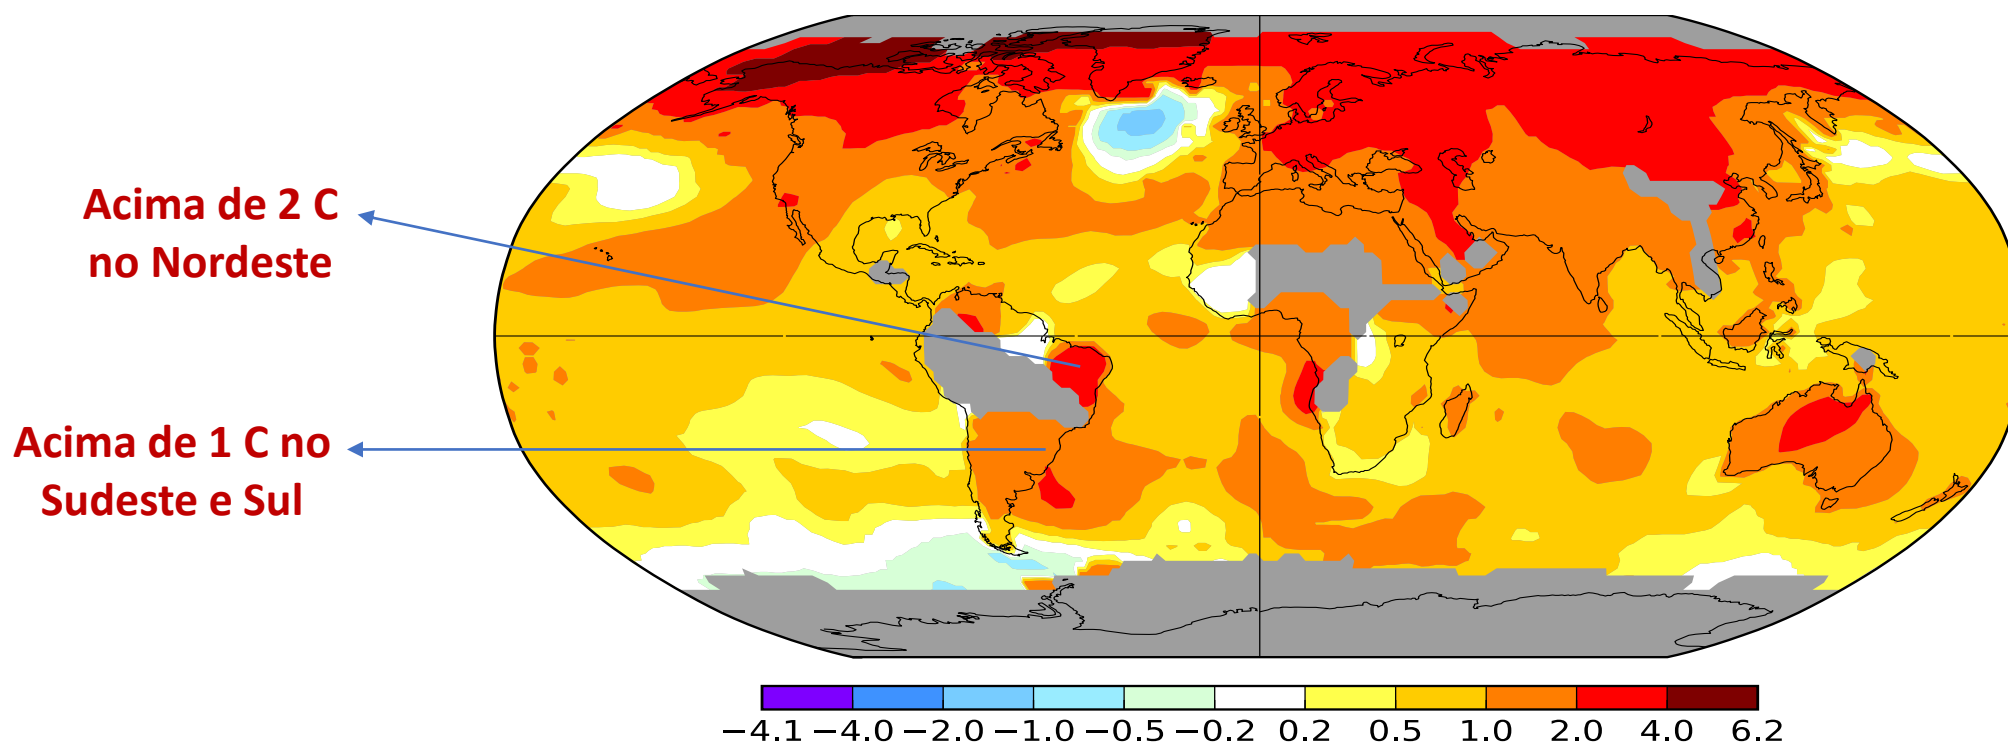 Acima de 2 C
no Nordeste
Acima de 1 C no
Sudeste e Sul
−4.1 −4.0 −2.0 −1.0 −0.5 −0.2 0.2 0.5 1.0 2.0 4.0 6.2